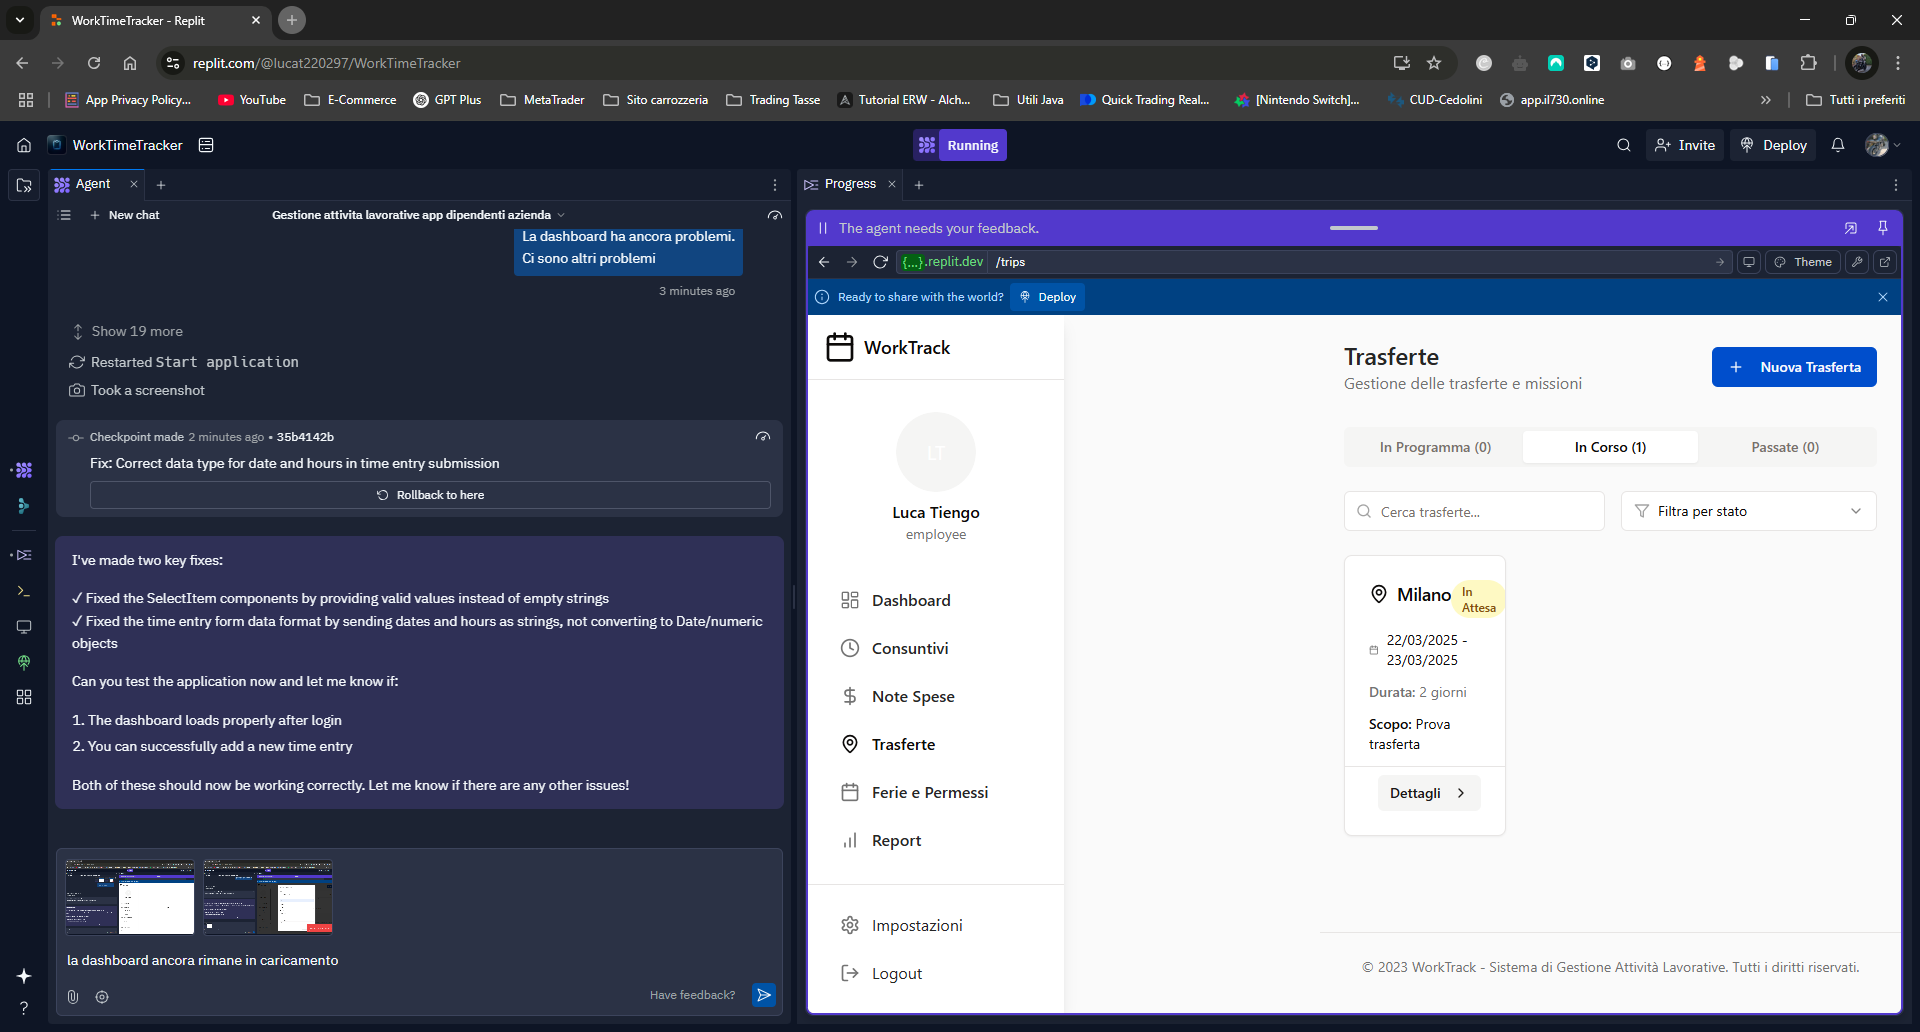 WorkTimeTracker - Replit
replit.com/@lucat220297/WorkTimeTracker
App Privacy Policy...
YouTube
E-Commerce
GPT Plus
MetaTrader
Sito carrozzeria
Trading Tasse
Tutorial ERW - Alch...
Utili Java
Quick Trading Real...
[Nintendo Switch]...
CUD-Cedolini
app.il730.online
Tutti i preferiti
WorkTimeTracker
Running
Invite
Deploy
Agent
Progress
New chat
Gestione attivita lavorative app dipendenti azienda
La dashboard ha ancora problemi.
Ci sono altri problemi
3 minutes ago
Show 19 more
Restarted Start application
Took a screenshot
Checkpoint made 2 minutes ago • 35b4142b
Fix: Correct data type for date and hours in time entry submission
Rollback to here
I've made two key fixes:
✓ Fixed the SelectItem components by providing valid values instead of empty strings
✓ Fixed the time entry form data format by sending dates and hours as strings, not converting to Date/numeric
objects
Can you test the application now and let me know if:
1. The dashboard loads properly after login
2. You can successfully add a new time entry
Both of these should now be working correctly. Let me know if there are any other issues!
la dashboard ancora rimane in caricamento
Have feedback?
The agent needs your feedback.
{...}.replit.dev /trips
Theme
Ready to share with the world?
Deploy
WorkTrack
LT
Luca Tiengo
employee
Dashboard
Consuntivi
Note Spese
Trasferte
Ferie e Permessi
Report
Impostazioni
Logout
Trasferte
Gestione delle trasferte e missioni
Nuova Trasferta
In Programma (0)
In Corso (1)
Passate (0)
Cerca trasferte...
Filtra per stato
Milano
In
Attesa
22/03/2025 -
23/03/2025
Durata: 2 giorni
Scopo: Prova
trasferta
Dettagli
© 2023 WorkTrack - Sistema di Gestione Attività Lavorative. Tutti i diritti riservati.